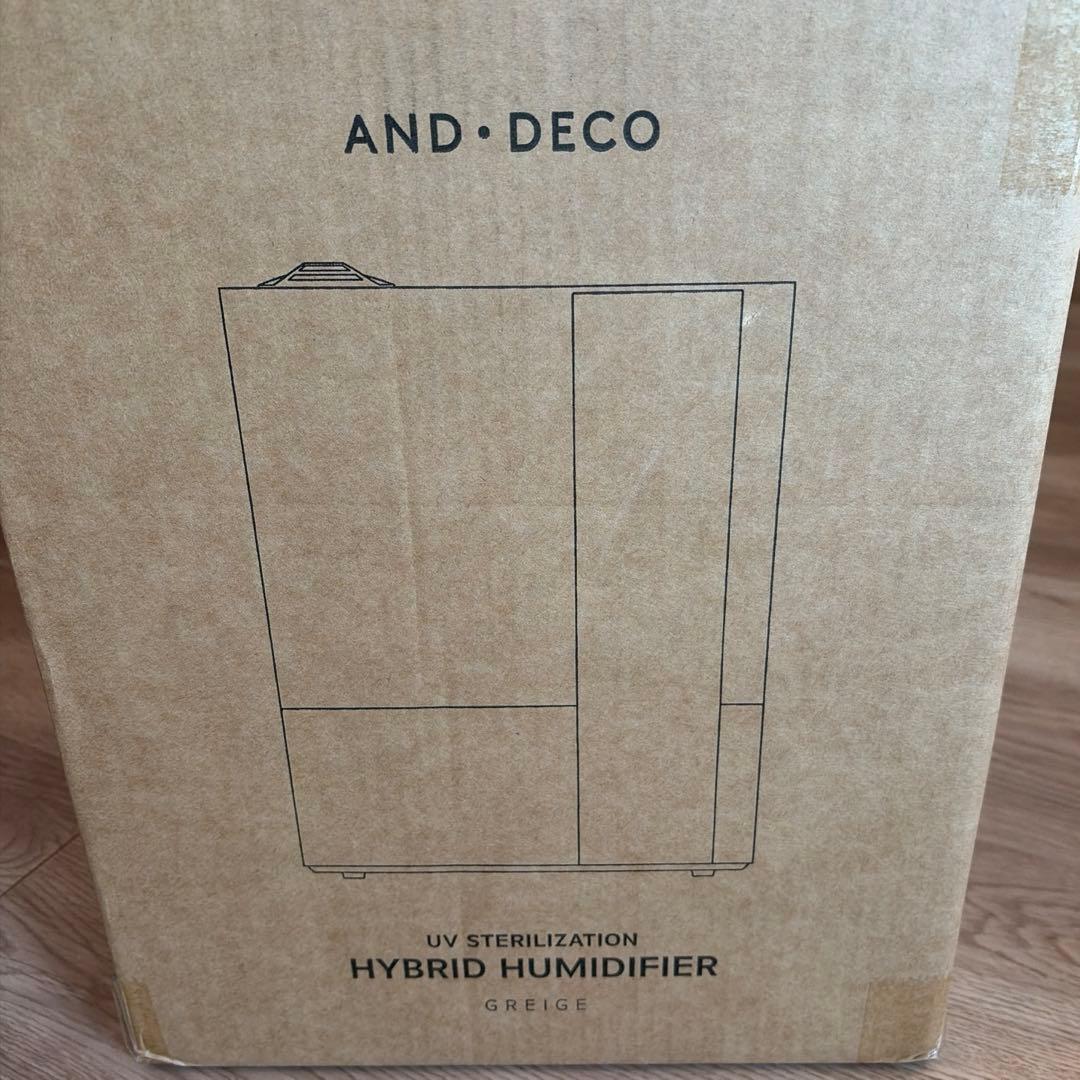 AND・DECO
UV STERILIZATION
HYBRID HUMIDIFIER
GREIGE